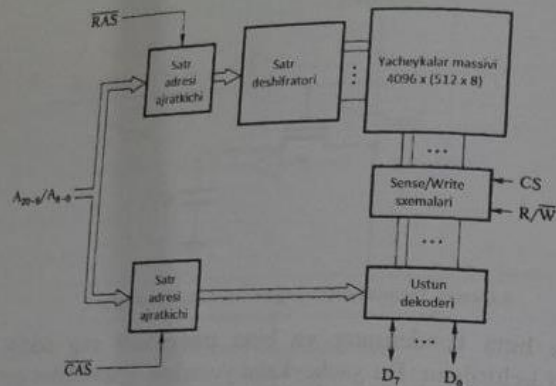 RAS
Satr
adresi
ajratkichi
Satr
deshifratori
Yacheykalar massivi
4096 x (512 x 8)
A₂₀₋₉/A₈₋₀
Sense/Write
sxemalari
CS
R/W
Satr
adresi
ajratkichi
Ustun
dekoderi
CAS
D₇
D₀